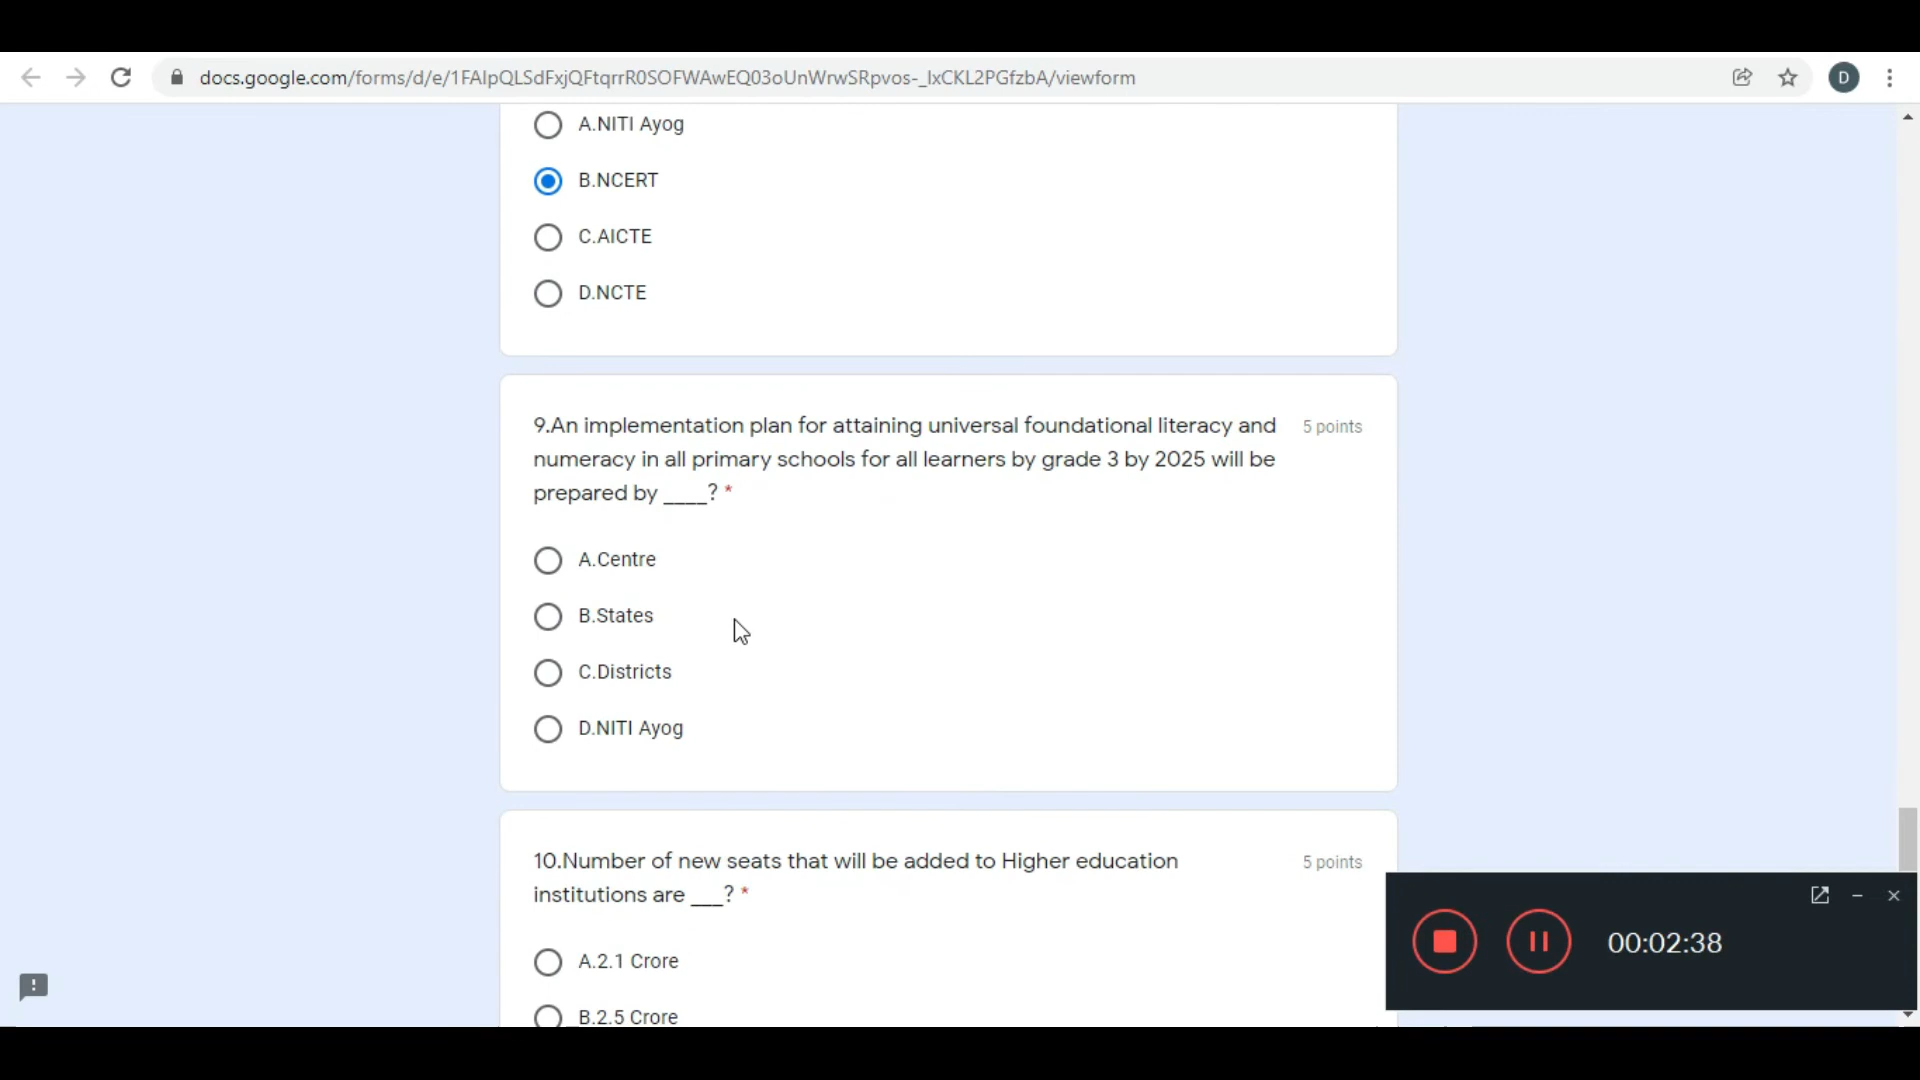 docs.google.com/forms/d/e/1FAIpQLSdFxjQFtqrrR0SOFWAwEQ03oUnWrwSRpvos-_IxCKL2PGfzbA/viewform
D
A.NITI Ayog
B.NCERT
C.AICTE
D.NCTE
9.An implementation plan for attaining universal foundational literacy and
5 points
numeracy in all primary schools for all learners by grade 3 by 2025 will be
prepared by ____? *
A.Centre
B.States
C.Districts
D.NITI Ayog
10.Number of new seats that will be added to Higher education
5 points
institutions are ___? *
A.2.1 Crore
B.2.5 Crore
00:02:38